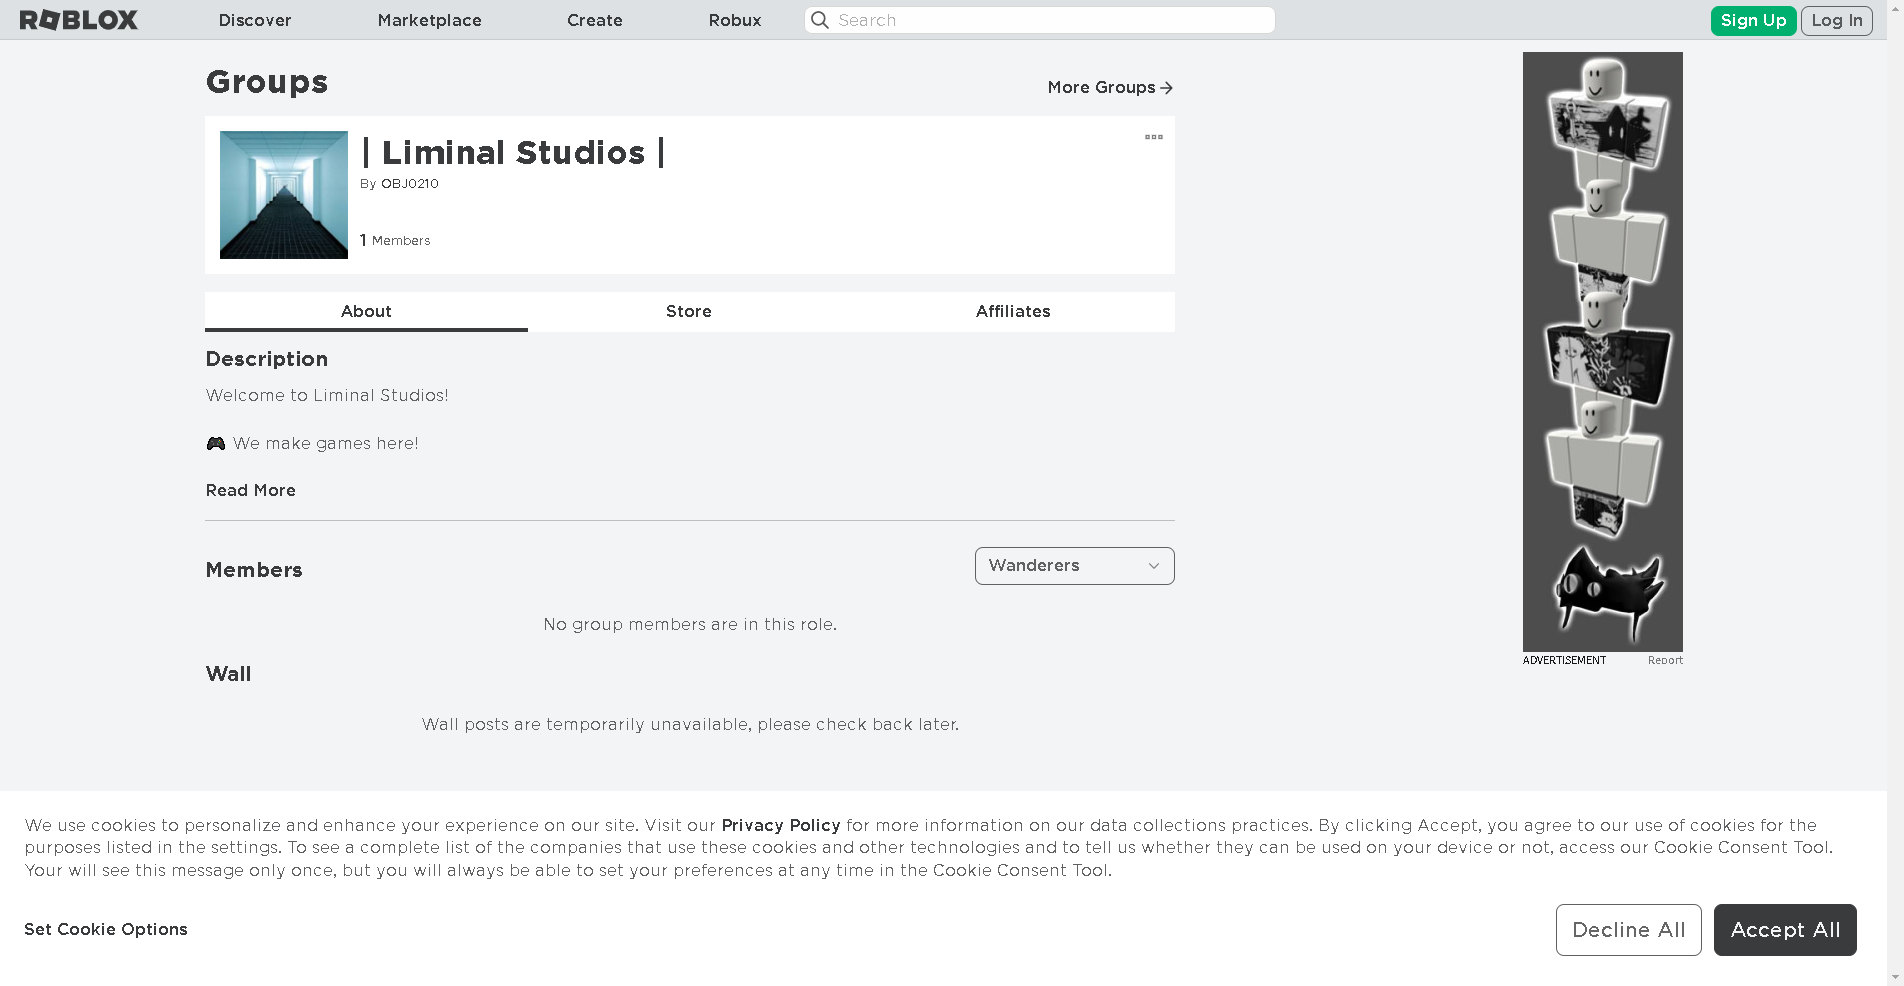 ROBLOX
Discover
Marketplace
Create
Robux
Search
Sign Up
Log In
Groups
More Groups
| Liminal Studios |
By OBJ0210
1 Members
About
Store
Affiliates
Description
Welcome to Liminal Studios!
🎮 We make games here!
Read More
Members
Wanderers
No group members are in this role.
Wall
Wall posts are temporarily unavailable, please check back later.
ADVERTISEMENT
Report
We use cookies to personalize and enhance your experience on our site. Visit our Privacy Policy for more information on our data collections practices. By clicking Accept, you agree to our use of cookies for the
purposes listed in the settings. To see a complete list of the companies that use these cookies and other technologies and to tell us whether they can be used on your device or not, access our Cookie Consent Tool.
Your will see this message only once, but you will always be able to set your preferences at any time in the Cookie Consent Tool.
Set Cookie Options
Decline All
Accept All